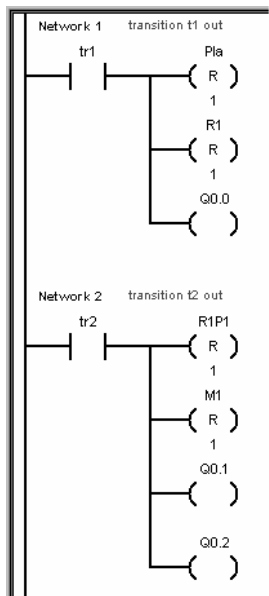 Network 1 transition t1 out
tr1 Pla
R
1
R1
R
1
Q0.0
Network 2 transition t2 out
tr2 R1P1
R
1
M1
R
1
Q0.1
Q0.2